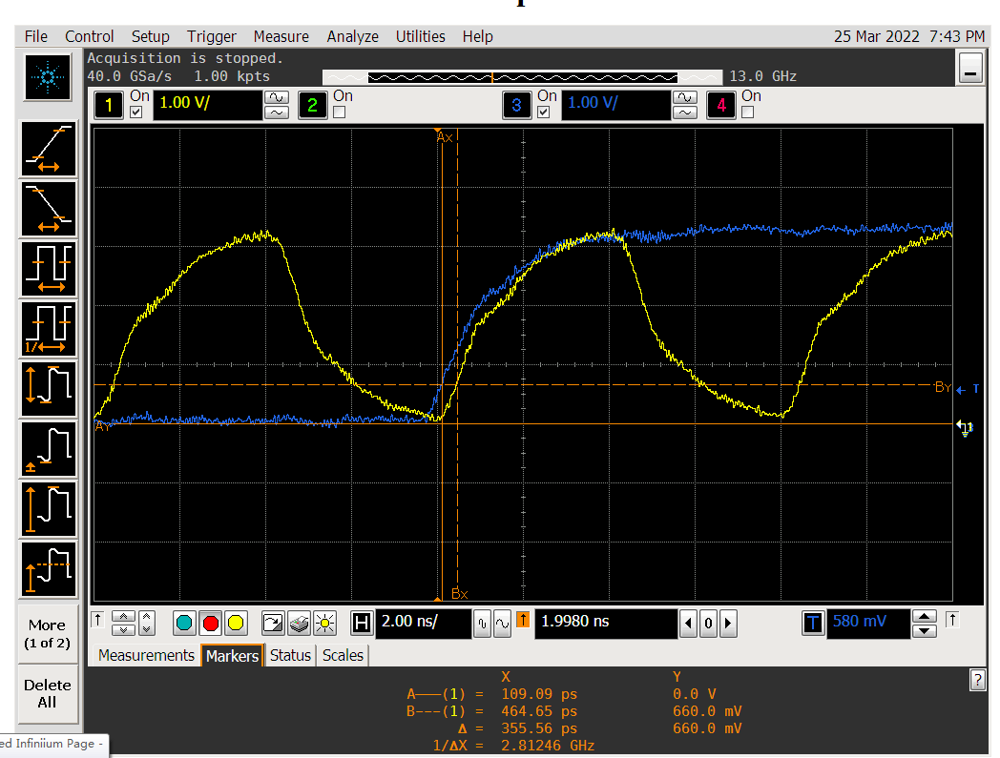 File Control Setup Trigger Measure Analyze Utilities Help 25 Mar 2022 7:43 PM
Acquisition is stopped.
40.0 GSa/s 1.00 kpts 13.0 GHz
1 On 1.00 V/ 2 On 3 On 1.00 V/ 4 On
Ax
By
T
Ay
1
Bx
1/
H 2.00 ns/ 1.9980 ns 0 T 580 mV
More
(1 of 2)
Delete
All
Measurements Markers Status Scales
?
X Y
A———(1) = 109.09 ps 0.0 V
B---(1) = 464.65 ps 660.0 mV
Δ = 355.56 ps 660.0 mV
1/ΔX = 2.81246 GHz
ed Infiniium Page -